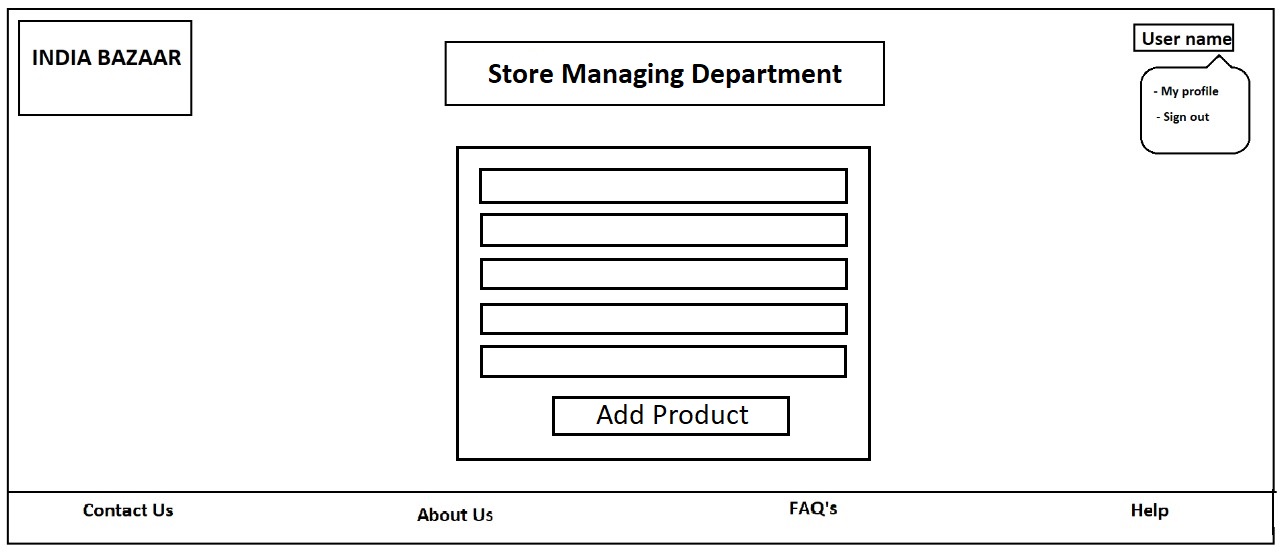 INDIA BAZAAR
Store Managing Department
User name
- My profile
- Sign out
Add Product
Contact Us
About Us
FAQ's
Help